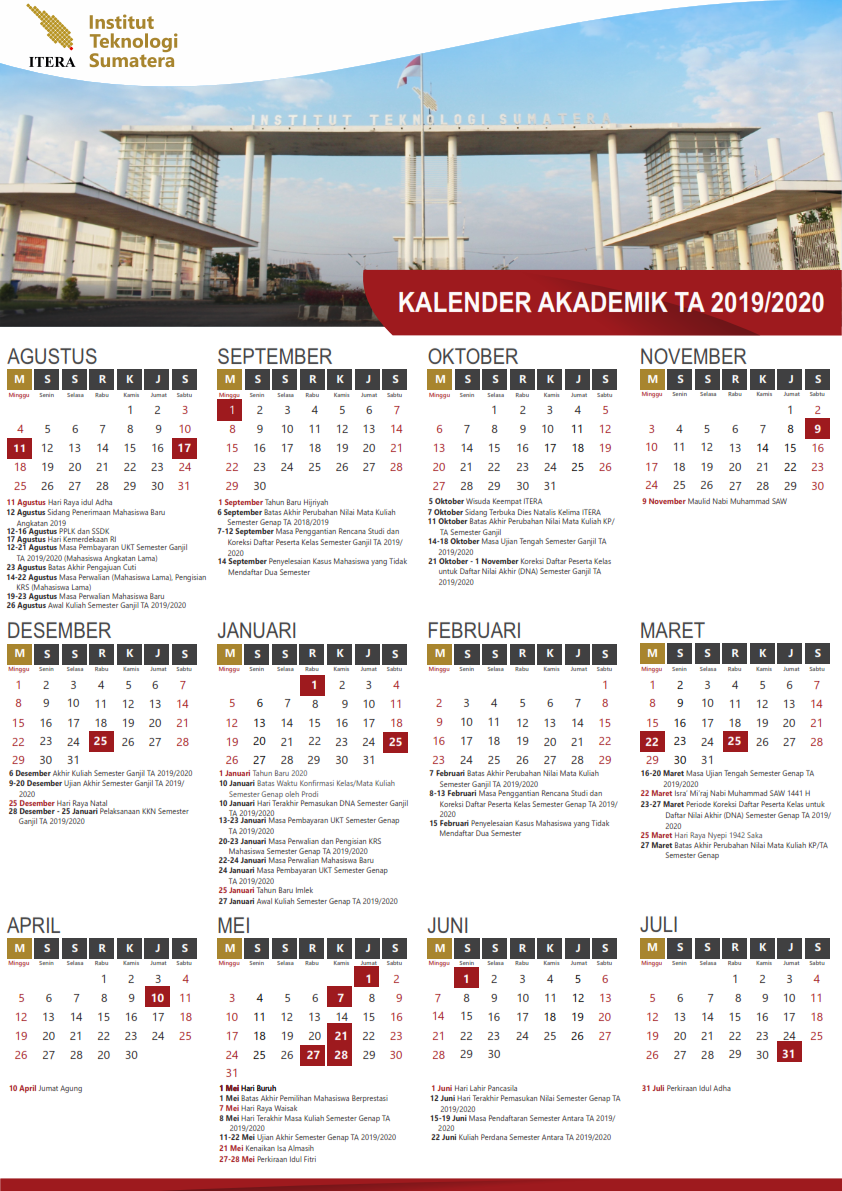 Institut
Teknologi
Sumatera
ITERA
INSTITUT TEKNOLOGI SUMATERA
KALENDER AKADEMIK TA 2019/2020
AGUSTUS
M S S R K J S
Minggu Senin Selasa Rabu Kamis Jumat Sabtu
1 2 3
4 5 6 7 8 9 10
11 12 13 14 15 16 17
18 19 20 21 22 23 24
25 26 27 28 29 30 31
11 Agustus Hari Raya idul Adha
12 Agustus Sidang Penerimaan Mahasiswa Baru
Angkatan 2019
12-16 Agustus PPLK dan SSDK
17 Agustus Hari Kemerdekaan RI
12-21 Agustus Masa Pembayaran UKT Semester Ganjil
TA 2019/2020 (Mahasiswa Angkatan Lama)
23 Agustus Batas Akhir Pengajuan Cuti
14-22 Agustus Masa Perwalian (Mahasiswa Lama), Pengisian
KRS (Mahasiswa Lama)
19-23 Agustus Masa Perwalian Mahasiswa Baru
26 Agustus Awal Kuliah Semester Ganjil TA 2019/2020
SEPTEMBER
M S S R K J S
Minggu Senin Selasa Rabu Kamis Jumat Sabtu
1 2 3 4 5 6 7
8 9 10 11 12 13 14
15 16 17 18 19 20 21
22 23 24 25 26 27 28
29 30
1 September Tahun Baru Hijriyah
6 September Batas Akhir Perubahan Nilai Mata Kuliah
Semester Genap TA 2018/2019
7-12 September Masa Penggantian Rencana Studi dan
Koreksi Daftar Peserta Kelas Semester Ganjil TA 2019/
2020
14 September Penyelesaian Kasus Mahasiswa yang Tidak
Mendaftar Dua Semester
OKTOBER
M S S R K J S
Minggu Senin Selasa Rabu Kamis Jumat Sabtu
1 2 3 4 5
6 7 8 9 10 11 12
13 14 15 16 17 18 19
20 21 22 23 24 25 26
27 28 29 30 31
5 Oktober Wisuda Keempat ITERA
7 Oktober Sidang Terbuka Dies Natalis Kelima ITERA
11 Oktober Batas Akhir Perubahan Nilai Mata Kuliah KP/
TA Semester Ganjil
14-18 Oktober Masa Ujian Tengah Semester Ganjil TA
2019/2020
21 Oktober - 1 November Koreksi Daftar Peserta Kelas
untuk Daftar Nilai Akhir (DNA) Semester Ganjil TA
2019/2020
NOVEMBER
M S S R K J S
Minggu Senin Selasa Rabu Kamis Jumat Sabtu
1 2
3 4 5 6 7 8 9
10 11 12 13 14 15 16
17 18 19 20 21 22 23
24 25 26 27 28 29 30
9 November Maulid Nabi Muhammad SAW
DESEMBER
M S S R K J S
Minggu Senin Selasa Rabu Kamis Jumat Sabtu
1 2 3 4 5 6 7
8 9 10 11 12 13 14
15 16 17 18 19 20 21
22 23 24 25 26 27 28
29 30 31
6 Desember Akhir Kuliah Semester Ganjil TA 2019/2020
9-20 Desember Ujian Akhir Semester Ganjil TA 2019/
2020
25 Desember Hari Raya Natal
28 Desember - 25 Januari Pelaksanaan KKN Semester
Ganjil TA 2019/2020
JANUARI
M S S R K J S
Minggu Senin Selasa Rabu Kamis Jumat Sabtu
1 2 3 4
5 6 7 8 9 10 11
12 13 14 15 16 17 18
19 20 21 22 23 24 25
26 27 28 29 30 31
1 Januari Tahun Baru 2020
10 Januari Batas Waktu Konfirmasi Kelas/Mata Kuliah
Semester Genap oleh Prodi
10 Januari Hari Terakhir Pemasukan DNA Semester Ganjil
TA 2019/2020
13-23 Januari Masa Pembayaran UKT Semester Genap
TA 2019/2020
20-23 Januari Masa Perwalian dan Pengisian KRS
Mahasiswa Semester Genap TA 2019/2020
22-24 Januari Masa Perwalian Mahasiswa Baru
24 Januari Masa Pembayaran UKT Semester Genap
TA 2019/2020
25 Januari Tahun Baru Imlek
27 Januari Awal Kuliah Semester Genap TA 2019/2020
FEBRUARI
M S S R K J S
Minggu Senin Selasa Rabu Kamis Jumat Sabtu
1
2 3 4 5 6 7 8
9 10 11 12 13 14 15
16 17 18 19 20 21 22
23 24 25 26 27 28 29
7 Februari Batas Akhir Perubahan Nilai Mata Kuliah
Semester Ganjil TA 2019/2020
8-13 Februari Masa Penggantian Rencana Studi dan
Koreksi Daftar Peserta Kelas Semester Genap TA 2019/
2020
15 Februari Penyelesaian Kasus Mahasiswa yang Tidak
Mendaftar Dua Semester
MARET
M S S R K J S
Minggu Senin Selasa Rabu Kamis Jumat Sabtu
1 2 3 4 5 6 7
8 9 10 11 12 13 14
15 16 17 18 19 20 21
22 23 24 25 26 27 28
29 30 31
16-20 Maret Masa Ujian Tengah Semester Genap TA
2019/2020
22 Maret Isra' Mi'raj Nabi Muhammad SAW 1441 H
23-27 Maret Periode Koreksi Daftar Peserta Kelas untuk
Daftar Nilai Akhir (DNA) Semester Genap TA 2019/
2020
25 Maret Hari Raya Nyepi 1942 Saka
27 Maret Batas Akhir Perubahan Nilai Mata Kuliah KP/TA
Semester Genap
APRIL
M S S R K J S
Minggu Senin Selasa Rabu Kamis Jumat Sabtu
1 2 3 4
5 6 7 8 9 10 11
12 13 14 15 16 17 18
19 20 21 22 23 24 25
26 27 28 29 30
10 April Jumat Agung
MEI
M S S R K J S
Minggu Senin Selasa Rabu Kamis Jumat Sabtu
1 2
3 4 5 6 7 8 9
10 11 12 13 14 15 16
17 18 19 20 21 22 23
24 25 26 27 28 29 30
31
1 Mei Hari Buruh
1 Mei Batas Akhir Pemilihan Mahasiswa Berprestasi
7 Mei Hari Raya Waisak
8 Mei Hari Terakhir Masa Kuliah Semester Genap TA
2019/2020
11-22 Mei Ujian Akhir Semester Genap TA 2019/2020
21 Mei Kenaikan Isa Almasih
27-28 Mei Perkiraan Idul Fitri
JUNI
M S S R K J S
Minggu Senin Selasa Rabu Kamis Jumat Sabtu
1 2 3 4 5 6
7 8 9 10 11 12 13
14 15 16 17 18 19 20
21 22 23 24 25 26 27
28 29 30
1 Juni Hari Lahir Pancasila
12 Juni Hari Terakhir Pemasukan Nilai Semester Genap TA
2019/2020
15-19 Juni Masa Pendaftaran Semester Antara TA 2019/
2020
22 Juni Kuliah Perdana Semester Antara TA 2019/2020
JULI
M S S R K J S
Minggu Senin Selasa Rabu Kamis Jumat Sabtu
1 2 3 4
5 6 7 8 9 10 11
12 13 14 15 16 17 18
19 20 21 22 23 24 25
26 27 28 29 30 31
31 Juli Perkiraan Idul Adha